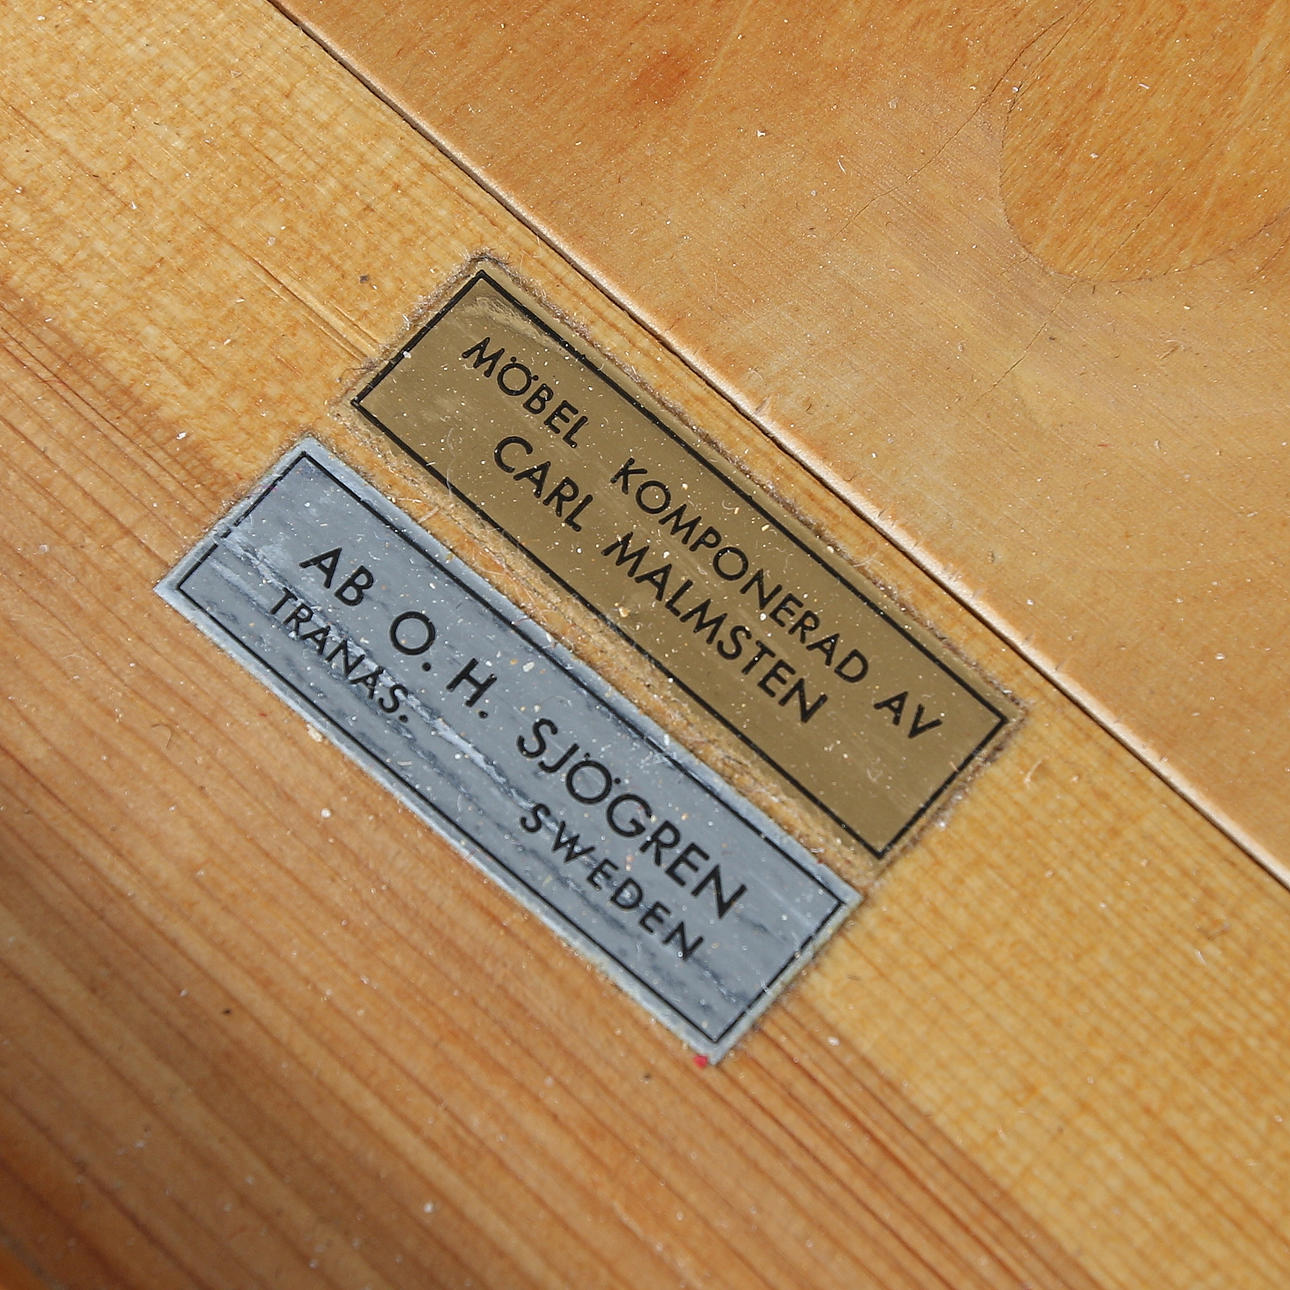 MÖBEL KOMPONERAD AV
CARL MALMSTEN
AB O. H. SJÖGREN
TRANÅS. SWEDEN